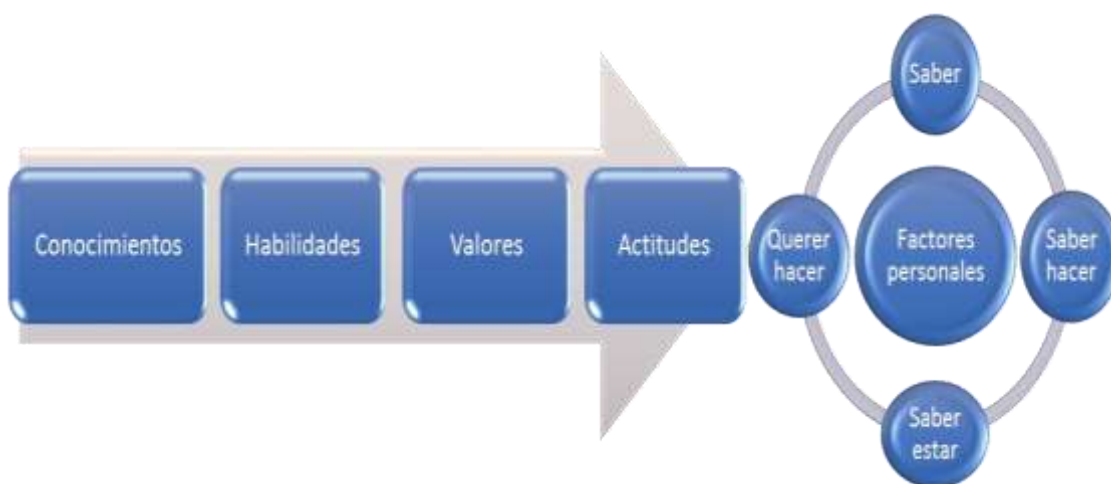 Conocimientos
Habilidades
Valores
Actitudes
Saber
Querer
hacer
Factores
personales
Saber
hacer
Saber
estar